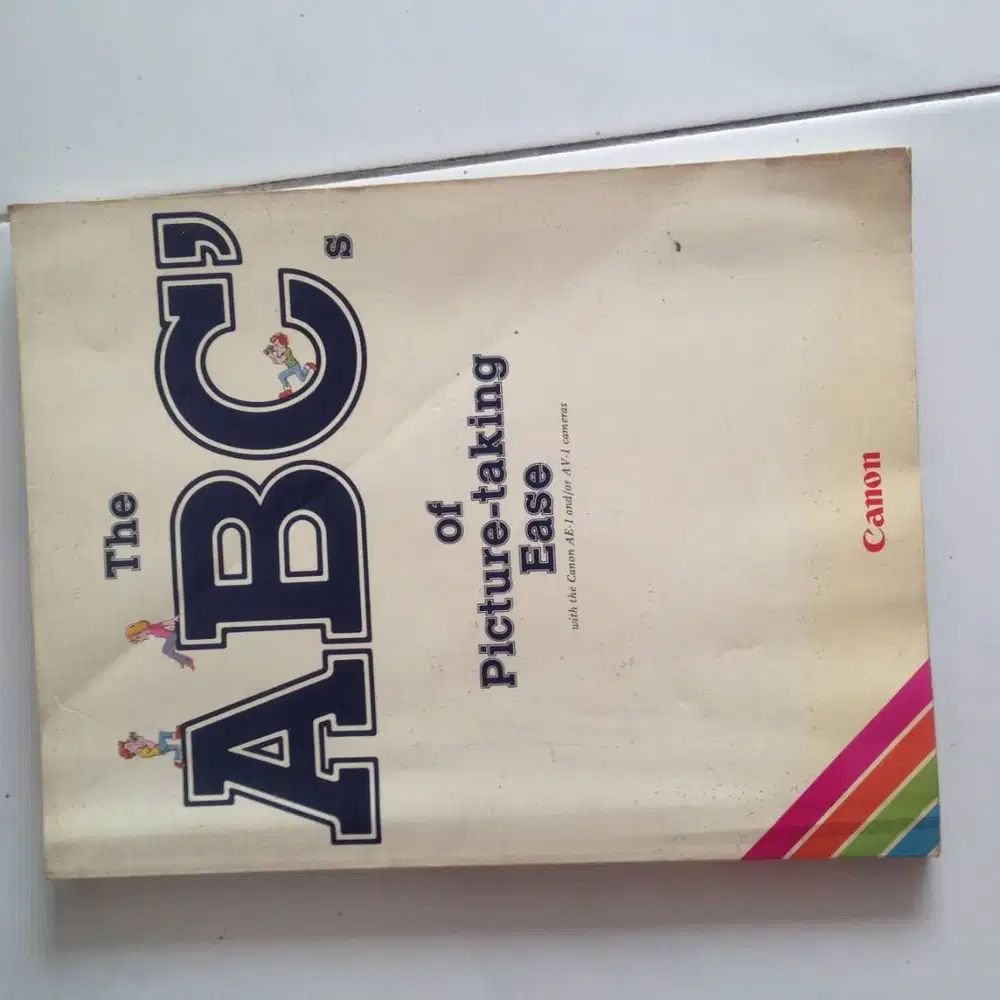 The
ABC's
of
Picture-taking
Ease
with the Canon AE-1 and/or AV-1 cameras
Canon